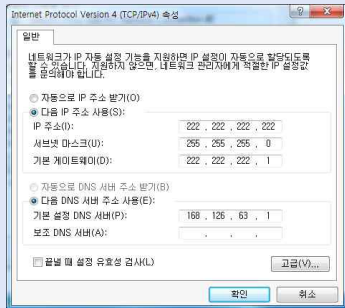 Internet Protocol Version 4 (TCP/IPv4) 속성
일반
네트워크가 IP 자동 설정 기능을 지원하면 IP 설정이 자동으로 할당되도록
할 수 있습니다. 지원하지 않으면, 네트워크 관리자에게 적절한 IP 설정값
을 문의해야 합니다.
자동으로 IP 주소 받기(O)
다음 IP 주소 사용(S):
IP 주소(I): 222 . 222 . 222 . 222
서브넷 마스크(U): 255 . 255 . 255 . 0
기본 게이트웨이(D): 222 . 222 . 222 . 1
자동으로 DNS 서버 주소 받기(B)
다음 DNS 서버 주소 사용(E):
기본 설정 DNS 서버(P): 168 . 126 . 63 . 1
보조 DNS 서버(A): . . .
끝낼 때 설정 유효성 검사(L)
고급(V)...
확인 취소